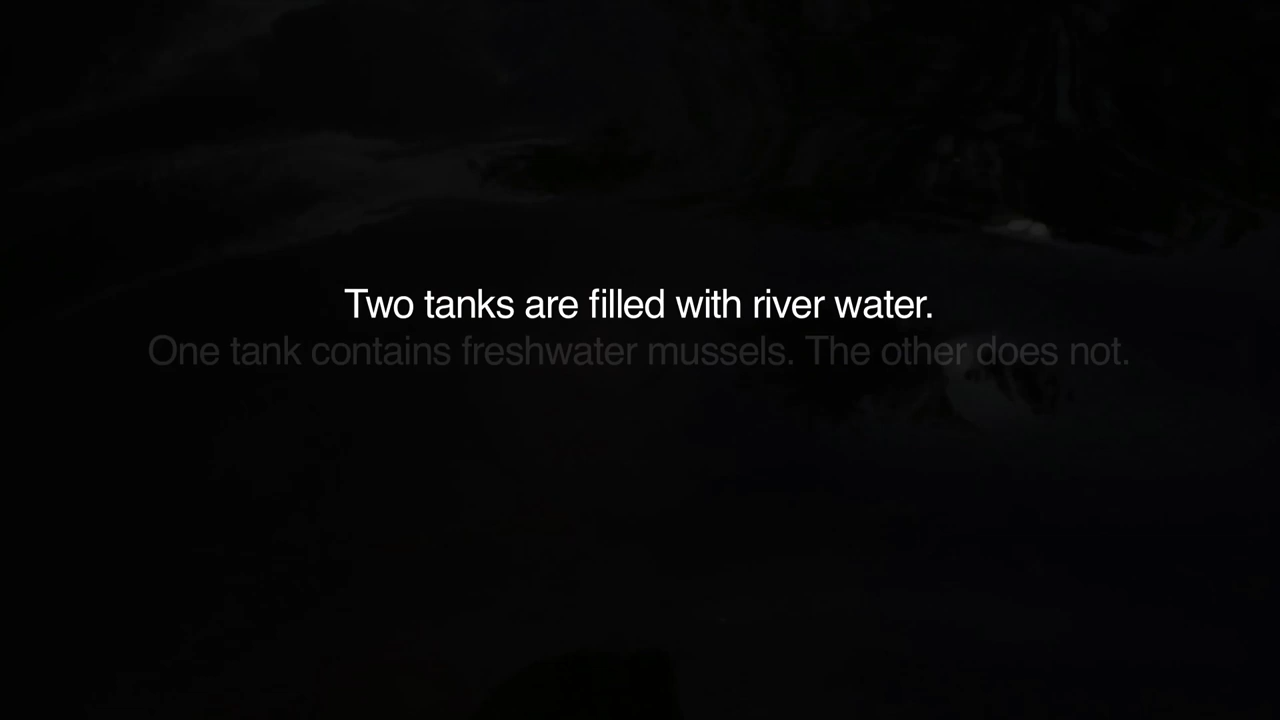 Two tanks are filled with river water.
One tank contains freshwater mussels. The other does not.